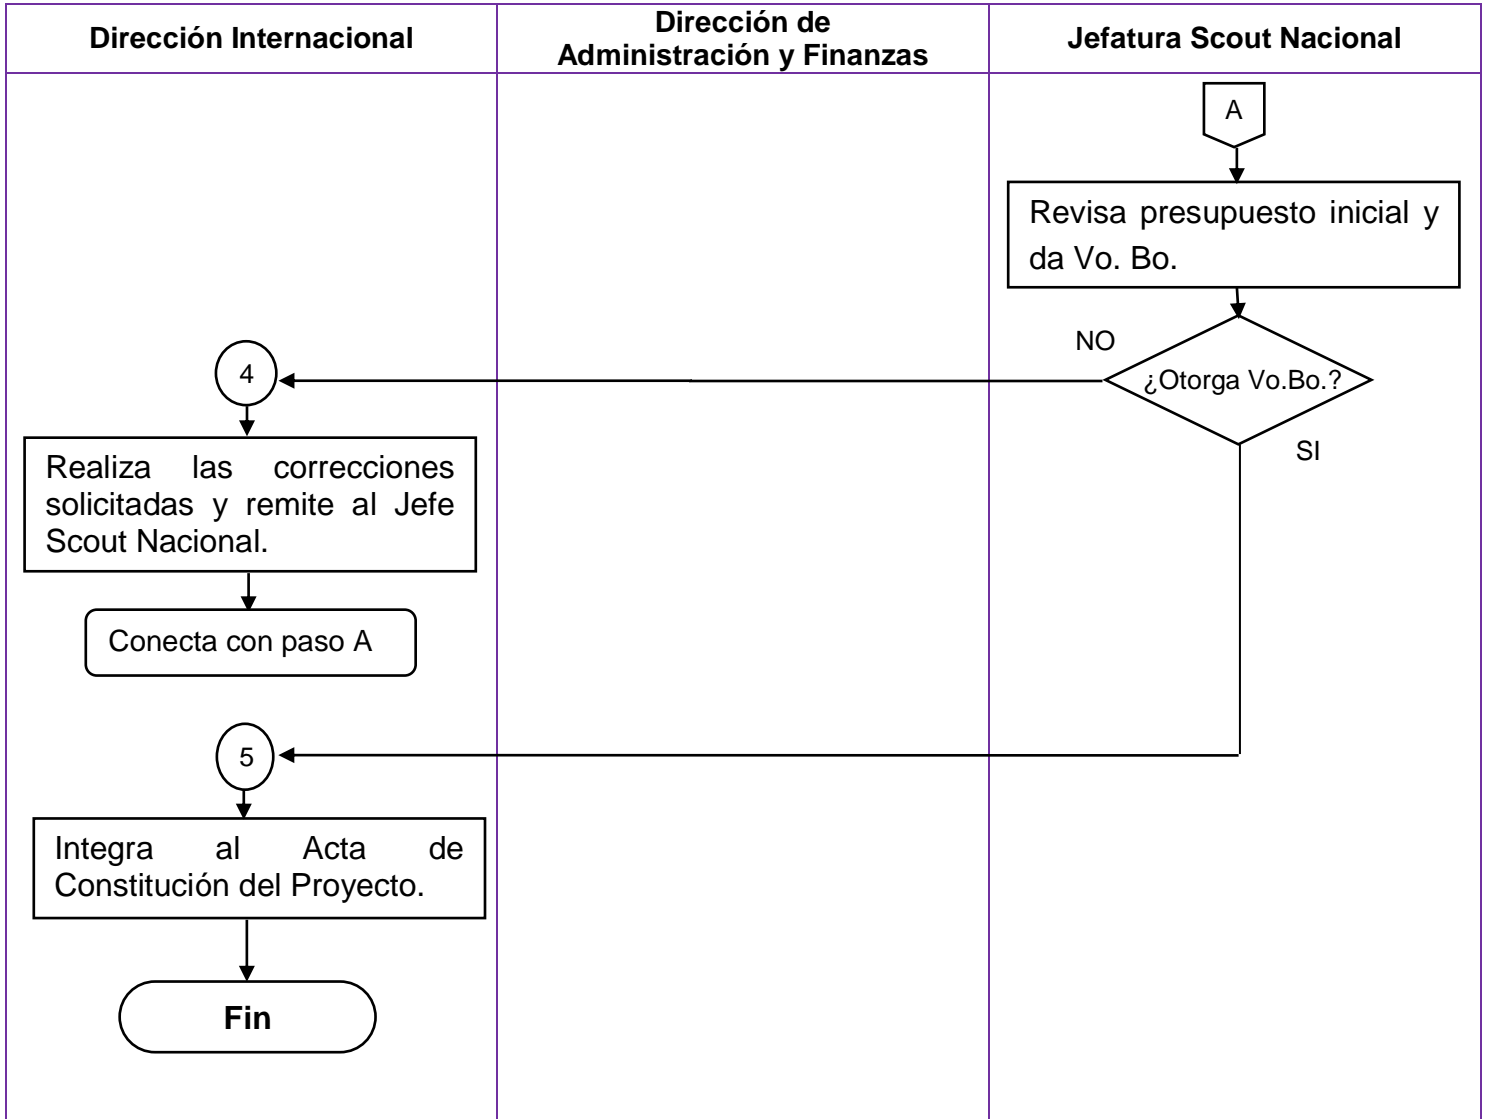 Dirección Internacional
Dirección de
Administración y Finanzas
Jefatura Scout Nacional
A
Revisa presupuesto inicial y
da Vo. Bo.
NO
¿Otorga Vo.Bo.?
SI
4
Realiza las correcciones
solicitadas y remite al Jefe
Scout Nacional.
Conecta con paso A
5
Integra al Acta de
Constitución del Proyecto.
Fin